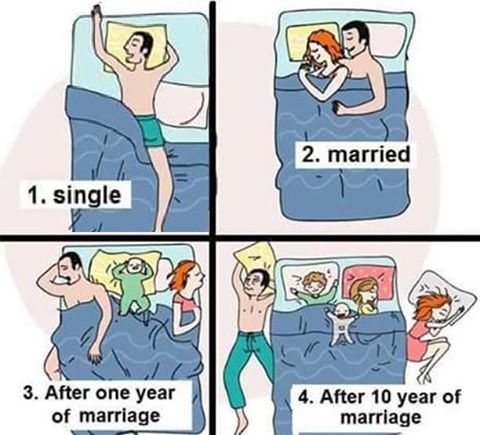 1. single
2. married
3. After one year
of marriage
4. After 10 year of
marriage